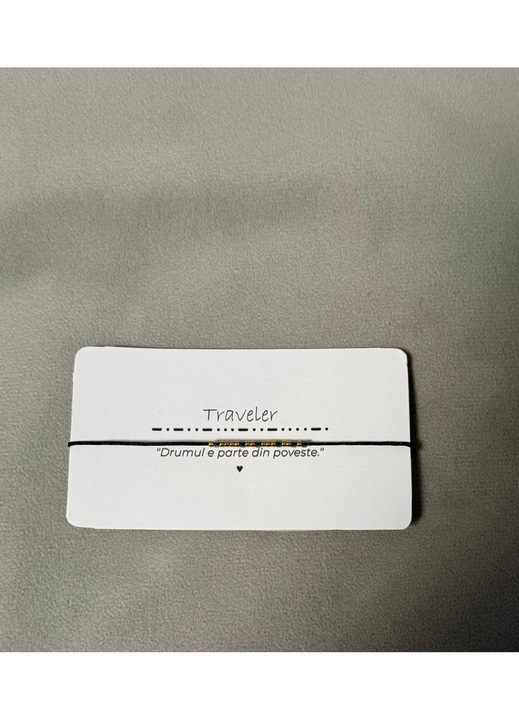 Traveler
"Drumul e parte din poveste."
♥